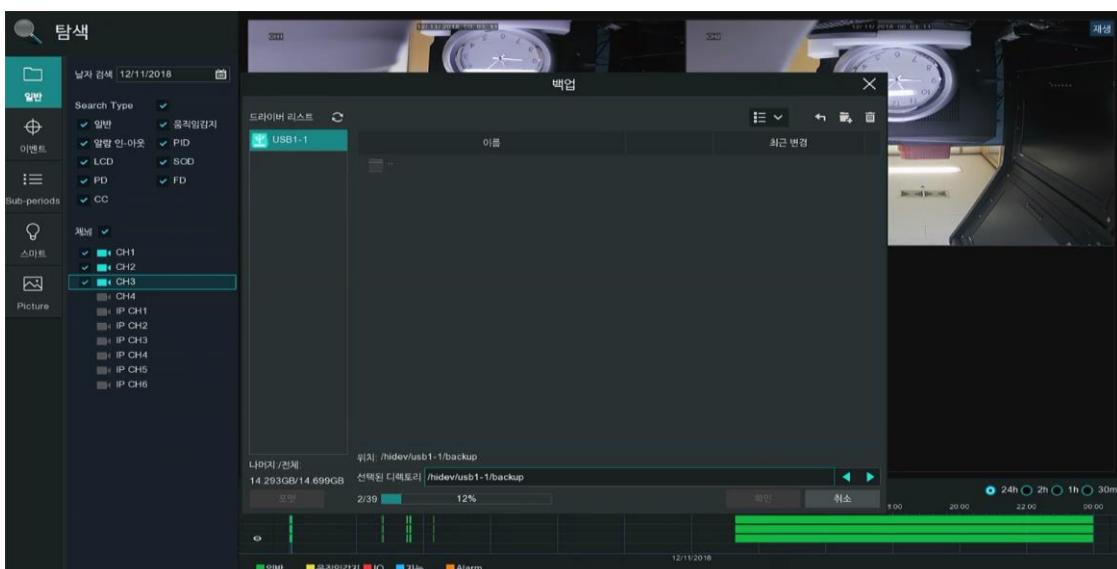 탐색
재생
일반
이벤트
Sub-periods
스마트
Picture
날자 검색 12/11/2018
Search Type
일반 움직임감지
알람 인-아웃 PID
LCD SOD
PD FD
CC
채널
CH1
CH2
CH3
CH4
IP CH1
IP CH2
IP CH3
IP CH4
IP CH5
IP CH6
백업
드라이버 리스트
USB1-1
이름 최근 변경
..
나머지 /전체:
14.293GB/14.699GB
포맷
위치: /hidev/usb1-1/backup
선택된 디렉토리 /hidev/usb1-1/backup
2/39 12% 확인 취소
24h 2h 1h 30m
20:00 22:00 00:00
12/11/2018
일반 움직임감지 IO 지능 Alarm